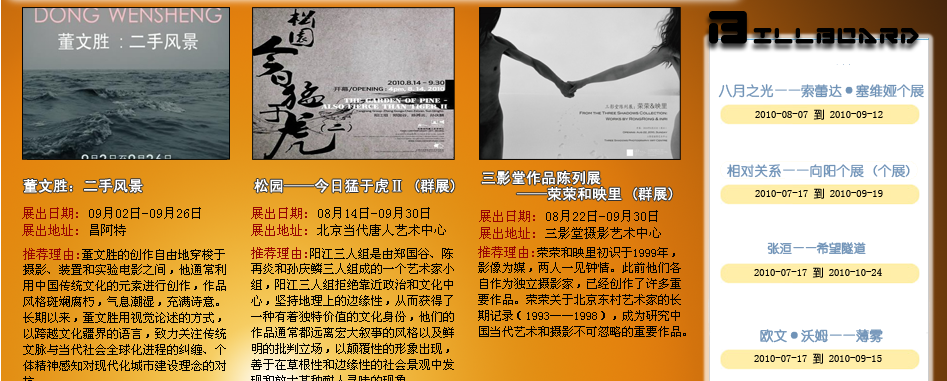 DONG WENSHENG
董文胜：二手风景
9月2日至9月26日
董文胜：二手风景
展出日期：09月02日-09月26日
展出地址：昌阿特
推荐理由:董文胜的创作自由地穿梭于
摄影、装置和实验电影之间，他通常利
用中国传统文化的元素进行创作，作品
风格斑斓腐朽，气息潮湿，充满诗意。
长期以来，董文胜用视觉论述的方式，
以跨越文化疆界的语言，致力关注传统
文脉与当代社会全球化进程的纠缠、个
体精神感知对现代化城市建设理念的对
抗
松园
今日猛于虎(二)
2010.8.14 - 9.30
开幕/OPENING: 4pm, 8.14, 2010
THE GARDEN OF PINE -
ALSO FIERCE THAN TIGER II
松园——今日猛于虎Ⅱ（群展）
展出日期：08月14日-09月30日
展出地址：北京当代唐人艺术中心
推荐理由:阳江三人组是由郑国谷、陈
再炎和孙庆麟三人组成的一个艺术家小
组，阳江三人组拒绝靠近政治和文化中
心，坚持地理上的边缘性，从而获得了
一种有着独特价值的文化身份，他们的
作品通常都远离宏大叙事的风格以及鲜
明的批判立场，以颠覆性的形象出现，
善于在草根性和边缘性的社会景观中发
现和放大某种耐人寻味的现象
三影堂作品陈列展，荣荣&映里
FROM THE THREE SHADOWS COLLECTION:
WORKS BY RONGRONG & INRI
三影堂作品陈列展
——荣荣和映里（群展）
展出日期：08月22日-09月30日
展出地址：三影堂摄影艺术中心
推荐理由:荣荣和映里初识于1999年，
影像为媒，两人一见钟情。此前他们各
自作为独立摄影家，已经创作了许多重
要作品。荣荣关于北京东村艺术家的长
期记录（1993——1998），成为研究中
国当代艺术和摄影不可忽略的重要作品。
BILLBOARD
八月之光——索蕾达●塞维娅个展
2010-08-07 到 2010-09-12
相对关系——向阳个展（个展）
2010-07-17 到 2010-09-19
张洹——希望隧道
2010-07-17 到 2010-10-24
欧文●沃姆——薄雾
2010-07-17 到 2010-09-15